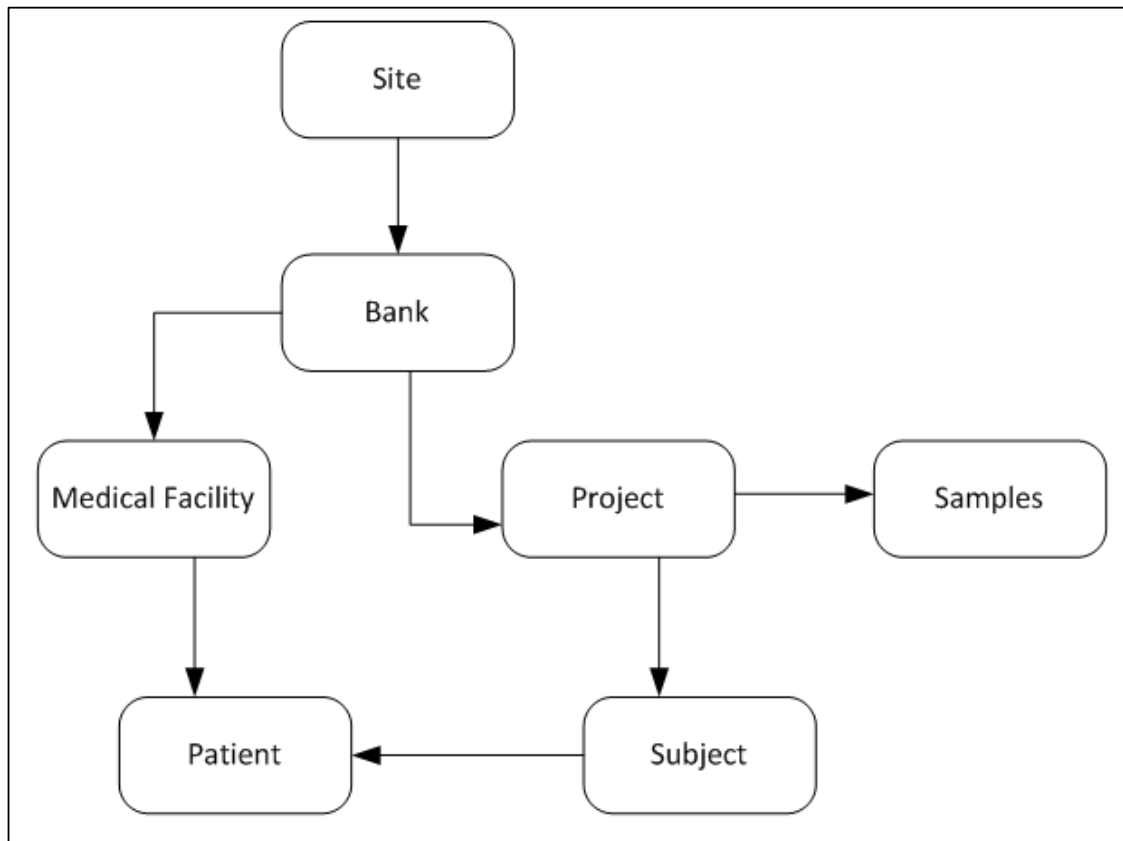 Site
Bank
Medical Facility
Project
Samples
Patient
Subject